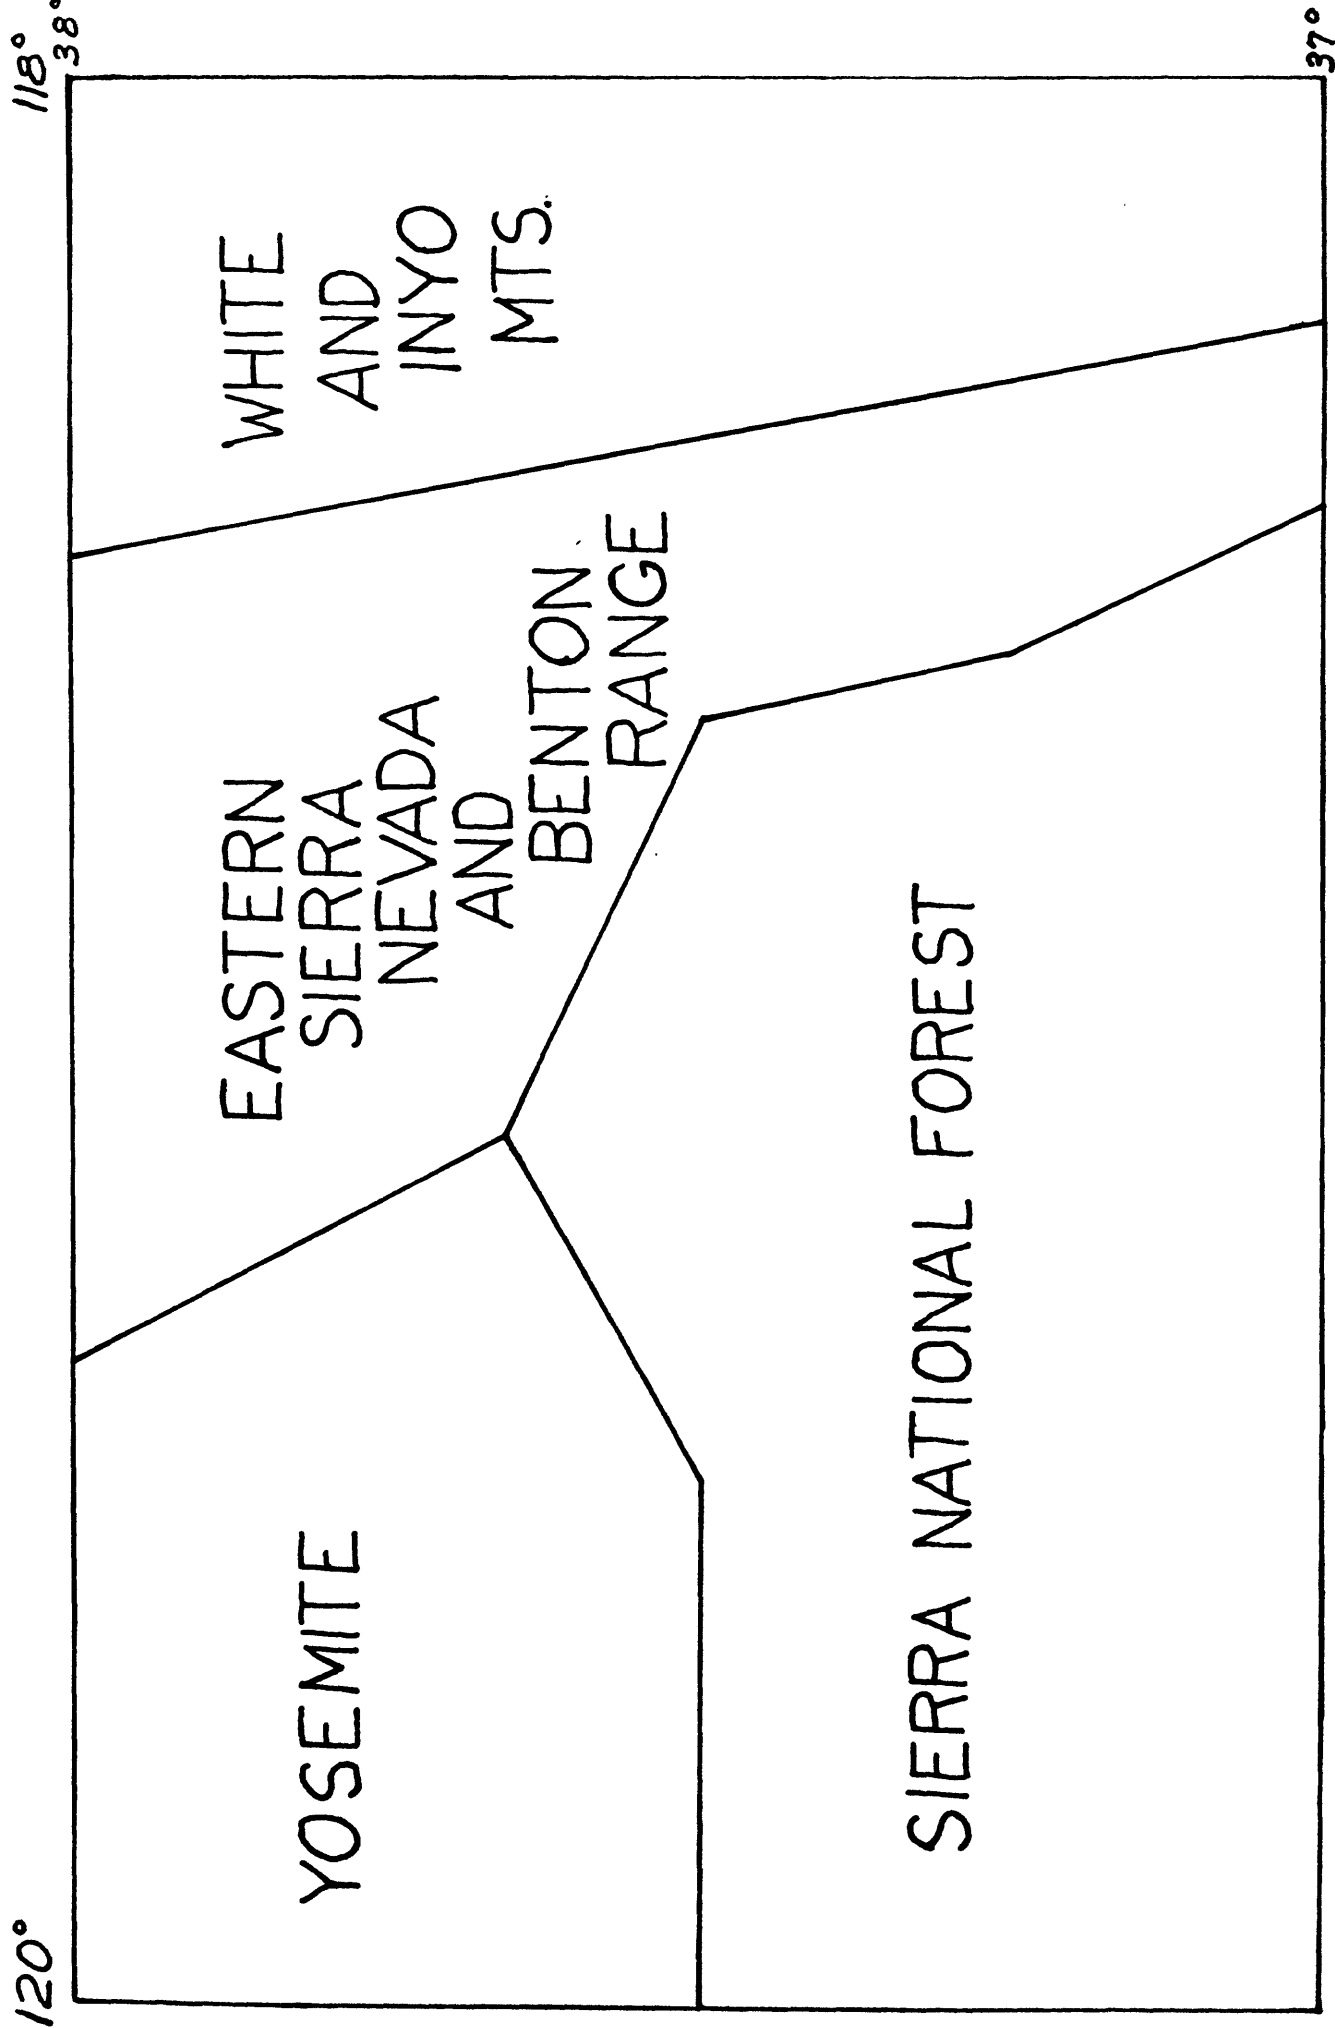 120°
118°
38°
YOSEMITE
EASTERN
SIERRA
NEVADA
AND
BENTON
RANGE
WHITE
AND
INYO
MTS.
SIERRA NATIONAL FOREST
37°